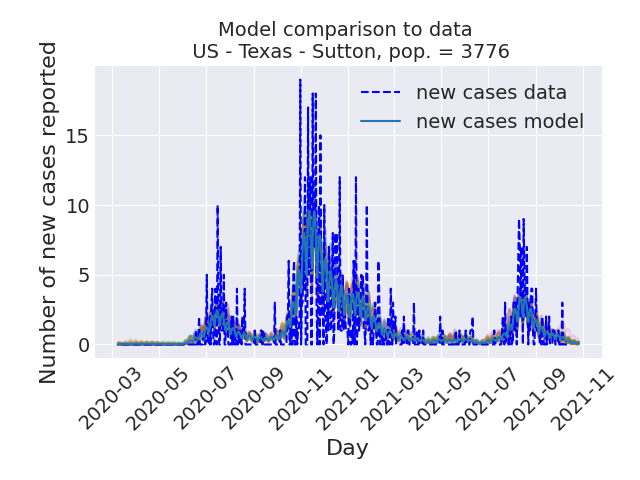 Model comparison to data
US - Texas - Sutton, pop. = 3776
Number of new cases reported
15
10
5
0
new cases data
new cases model
2020-03
2020-05
2020-07
2020-09
2020-11
2021-01
2021-03
2021-05
2021-07
2021-09
2021-11
Day